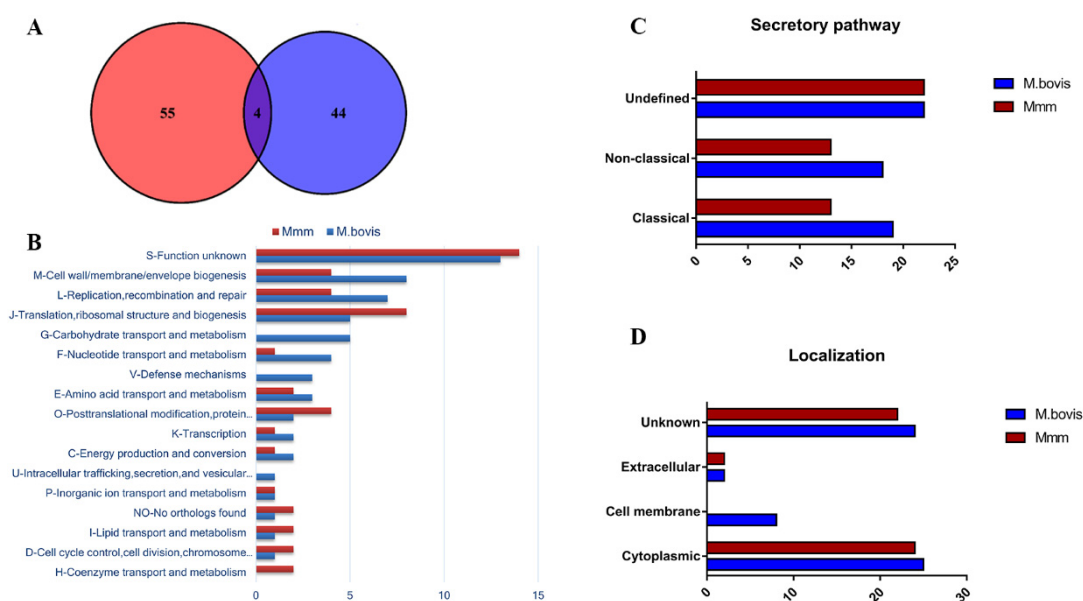 A
55
4
44
B
Mmm
M.bovis
S-Function unknown
M-Cell wall/membrane/envelope biogenesis
L-Replication,recombination and repair
J-Translation,ribosomal structure and biogenesis
G-Carbohydrate transport and metabolism
F-Nucleotide transport and metabolism
V-Defense mechanisms
E-Amino acid transport and metabolism
O-Posttranslational modification,protein...
K-Transcription
C-Energy production and conversion
U-Intracellular trafficking,secretion,and vesicular...
P-Inorganic ion transport and metabolism
NO-No orthologs found
I-Lipid transport and metabolism
D-Cell cycle control,cell division,chromosome...
H-Coenzyme transport and metabolism
0 5 10 15
C
Secretory pathway
M.bovis
Mmm
Undefined
Non-classical
Classical
0 5 10 15 20 25
D
Localization
M.bovis
Mmm
Unknown
Extracellular
Cell membrane
Cytoplasmic
0 10 20 30